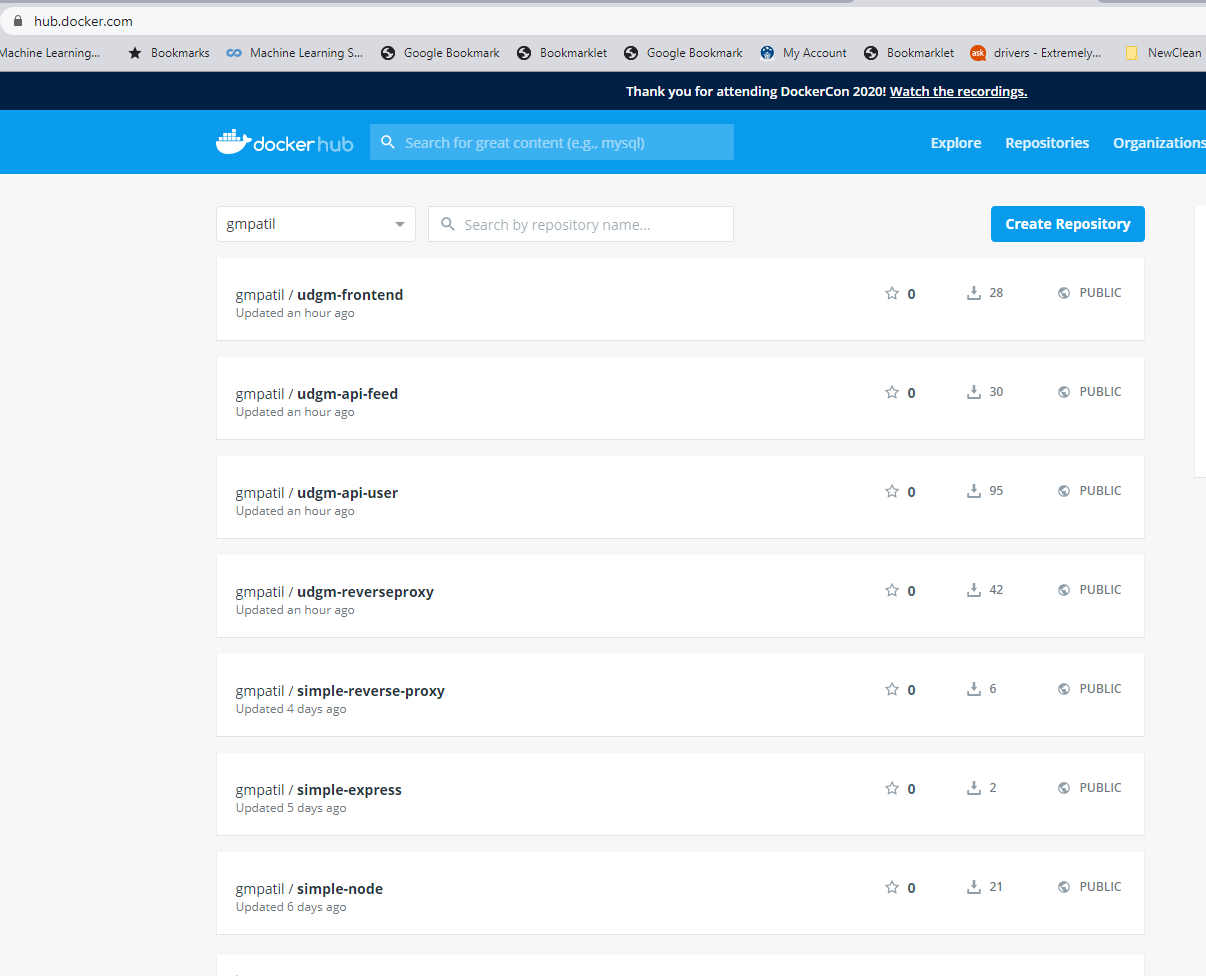 hub.docker.com
Machine Learning... Bookmarks Machine Learning S... Google Bookmark Bookmarklet Google Bookmark My Account Bookmarklet ask drivers - Extremely... NewClean
Thank you for attending DockerCon 2020! Watch the recordings.
dockerhub Search for great content (e.g., mysql) Explore Repositories Organizations
gmpatil Search by repository name... Create Repository
gmpatil / udgm-frontend 0 28 PUBLIC
Updated an hour ago
gmpatil / udgm-api-feed 0 30 PUBLIC
Updated an hour ago
gmpatil / udgm-api-user 0 95 PUBLIC
Updated an hour ago
gmpatil / udgm-reverseproxy 0 42 PUBLIC
Updated an hour ago
gmpatil / simple-reverse-proxy 0 6 PUBLIC
Updated 4 days ago
gmpatil / simple-express 0 2 PUBLIC
Updated 5 days ago
gmpatil / simple-node 0 21 PUBLIC
Updated 6 days ago